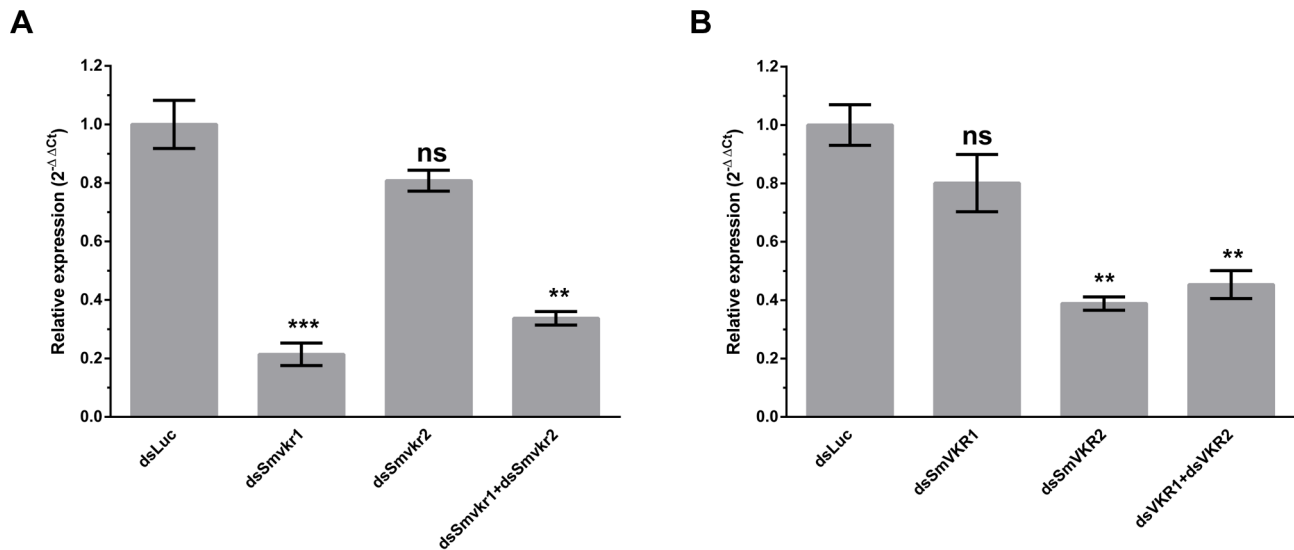 A
Relative expression (2^-Δ ΔCt)
1.2
1.0
0.8
0.6
0.4
0.2
0.0
ns
***
**
dsLuc
dsSmvkr1
dsSmvkr2
dsSmvkr1+dsSmvkr2
B
Relative expression (2^-Δ ΔCt)
1.2
1.0
0.8
0.6
0.4
0.2
0.0
ns
**
**
dsLuc
dsSmVKR1
dsSmVKR2
dsVKR1+dsVKR2